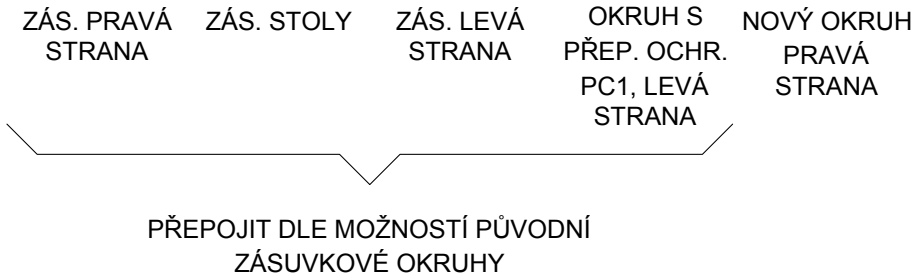 ZÁS. PRAVÁ
STRANA
ZÁS. STOLY
ZÁS. LEVÁ
STRANA
OKRUH S
PŘEP. OCHR.
PC1, LEVÁ
STRANA
NOVÝ OKRUH
PRAVÁ
STRANA
PŘEPOJIT DLE MOŽNOSTÍ PŮVODNÍ
ZÁSUVKOVÉ OKRUHY